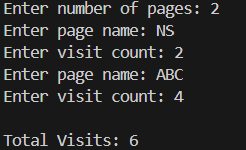 Enter number of pages: 2
Enter page name: NS
Enter visit count: 2
Enter page name: ABC
Enter visit count: 4
Total Visits: 6